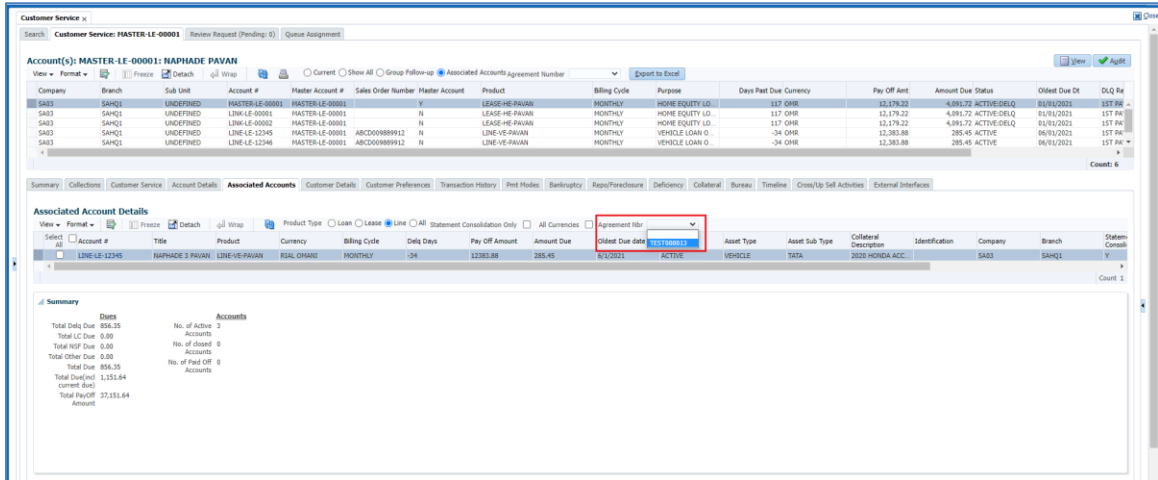 Customer Service ×
Close
Search Customer Service: MASTER-LE-00001 Review Request (Pending: 0) Queue Assignment
Account(s): MASTER-LE-00001: NAPHADE PAVAN
View Audit
View Format Freeze Detach Wrap Current Show All Group Follow-up Associated Accounts Agreement Number Export to Excel
Company Branch Sub Unit Account # Master Account # Sales Order Number Master Account Product Billing Cycle Purpose Days Past Due Currency Pay Off Amt Amount Due Status Oldest Due Dt DLQ Re
SA03 SAHQ1 UNDEFINED MASTER-LE-00001 MASTER-LE-00001 Y LEASE-HE-PAVAN MONTHLY HOME EQUITY LO... 117 OMR 12,179.22 4,091.72 ACTIVE:DELQ 01/01/2021 1ST PA
SA03 SAHQ1 UNDEFINED LINK-LE-00001 MASTER-LE-00001 N LEASE-HE-PAVAN MONTHLY HOME EQUITY LO... 117 OMR 12,179.22 4,091.72 ACTIVE:DELQ 01/01/2021 1ST PA
SA03 SAHQ1 UNDEFINED LINK-LE-00002 MASTER-LE-00001 N LEASE-HE-PAVAN MONTHLY HOME EQUITY LO... 117 OMR 12,179.22 4,091.72 ACTIVE:DELQ 01/01/2021 1ST PA
SA03 SAHQ1 UNDEFINED LINE-LE-12345 MASTER-LE-00001 ABCD009889912 N LINE-VE-PAVAN MONTHLY VEHICLE LOAN O... -34 OMR 12,383.88 285.45 ACTIVE 06/01/2021 1ST PA
SA03 SAHQ1 UNDEFINED LINE-LE-12346 MASTER-LE-00001 ABCD009889912 N LINE-VE-PAVAN MONTHLY VEHICLE LOAN O... -34 OMR 12,383.88 285.45 ACTIVE 06/01/2021 1ST PA
Count: 6
Summary Collections Customer Service Account Details Associated Accounts Customer Details Customer Preferences Transaction History Pmt Modes Bankruptcy Repo/Foreclosure Deficiency Collateral Bureau Timeline Cross/Up Sell Activities External Interfaces
Associated Account Details
View Format Freeze Detach Wrap Product Type Loan Lease Line All Statement Consolidation Only All Currencies Agreement Nbr
TEST000013
Select All Account # Title Product Currency Billing Cycle Delq Days Pay Off Amount Amount Due Oldest Due date Asset Type Asset Sub Type Collateral Description Identification Company Branch Statem Consoli
LINE-LE-12345 NAPHADE 3 PAVAN LINE-VE-PAVAN RIAL OMANI MONTHLY -34 12383.88 285.45 6/1/2021 ACTIVE VEHICLE TATA 2020 HONDA ACC... SA03 SAHQ1 Y
Count 1
Summary
Dues Accounts
Total Delq Due 856.35 No. of Active Accounts 3
Total LC Due 0.00
Total NSF Due 0.00 No. of closed Accounts 0
Total Other Due 0.00
Total Due 856.35 No. of Paid Off Accounts 0
Total Due(incl current due) 1,151.64
Total PayOff Amount 37,151.64